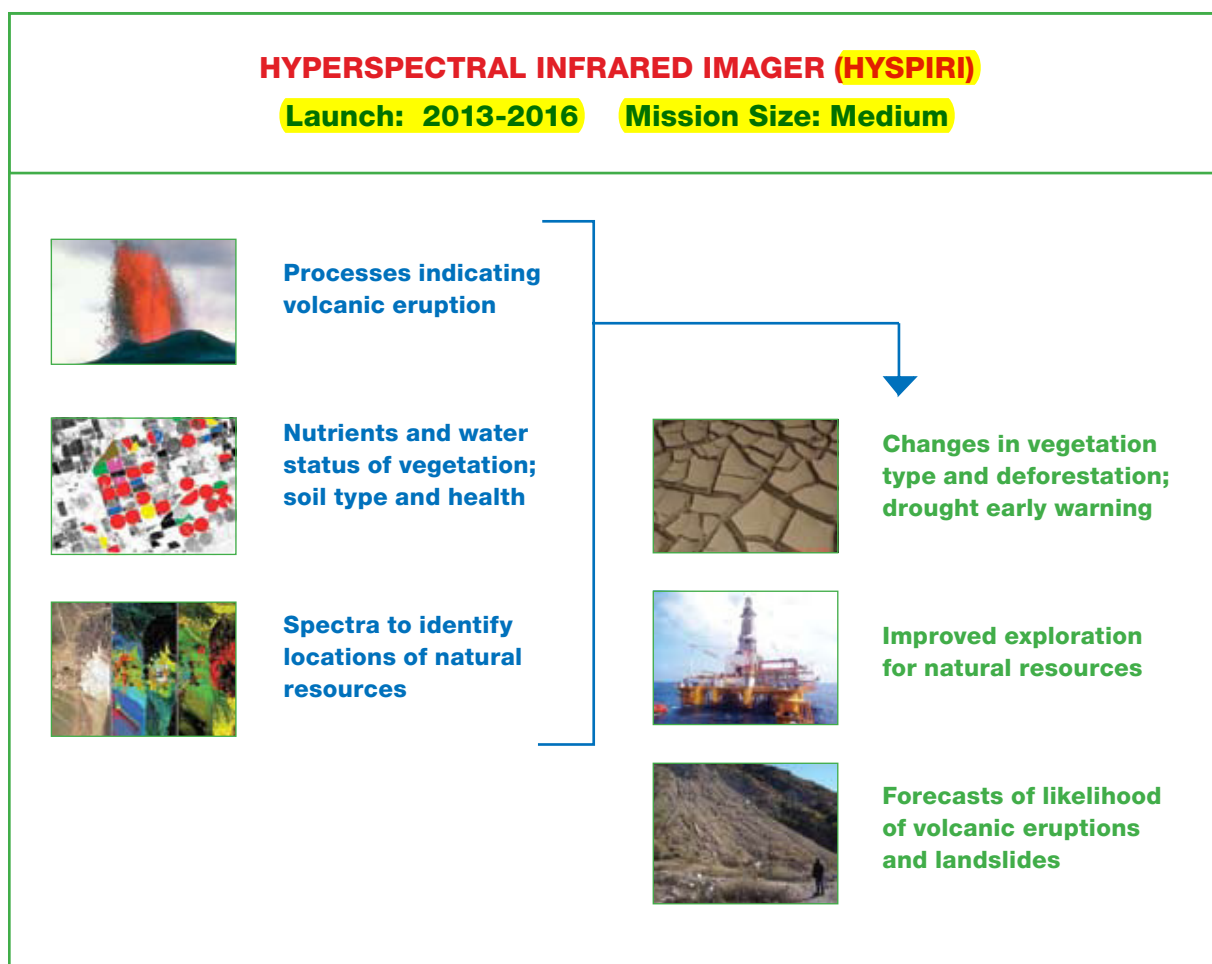 HYPERSPECTRAL INFRARED IMAGER (HYSPIRI)
Launch: 2013-2016 Mission Size: Medium
Processes indicating
volcanic eruption
Nutrients and water
status of vegetation;
soil type and health
Spectra to identify
locations of natural
resources
Changes in vegetation
type and deforestation;
drought early warning
Improved exploration
for natural resources
Forecasts of likelihood
of volcanic eruptions
and landslides